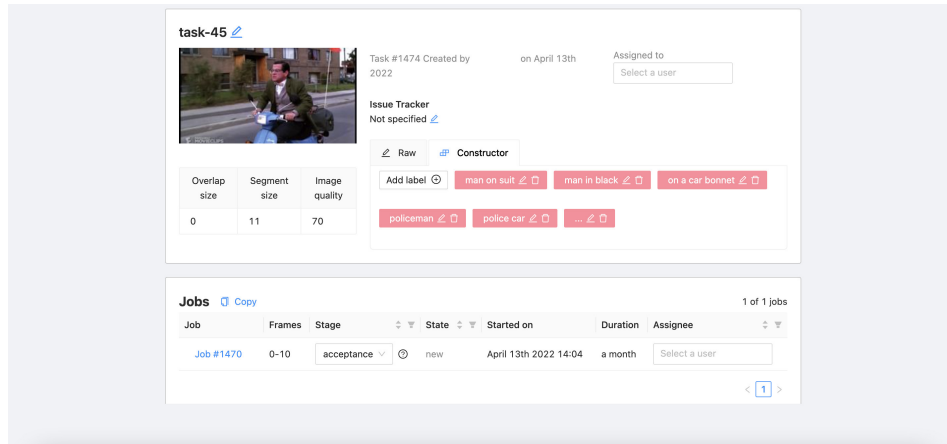 task-45
Task #1474 Created by on April 13th
2022
Assigned to
Select a user
Issue Tracker
Not specified
Raw
Constructor
Overlap size
Segment size
Image quality
0
11
70
Add label
man on suit
man in black
on a car bonnet
policeman
police car
...
Jobs
Copy
1 of 1 jobs
Job Frames Stage State Started on Duration Assignee
Job #1470 0-10 acceptance new April 13th 2022 14:04 a month Select a user
< 1 >